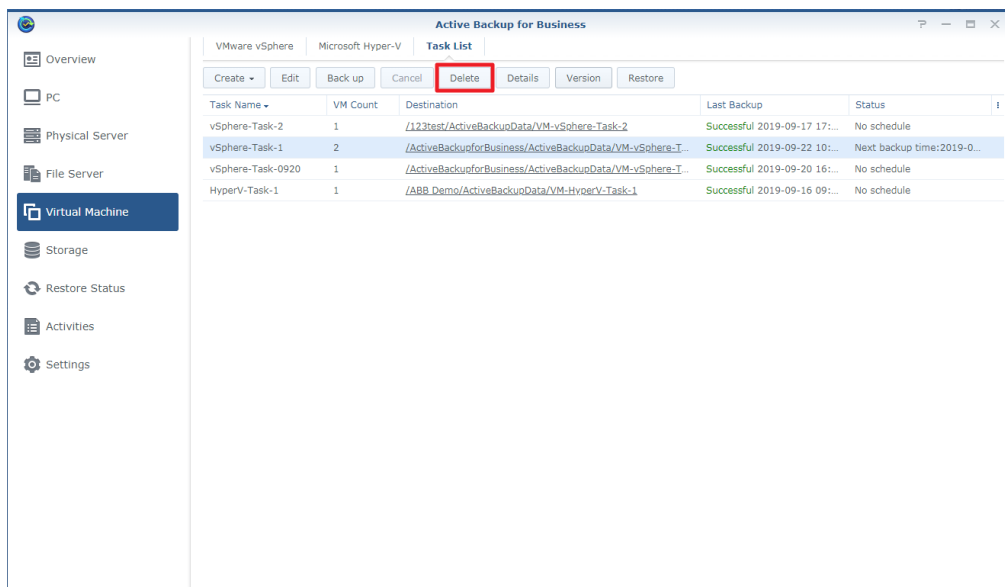 Active Backup for Business
Overview
PC
Physical Server
File Server
Virtual Machine
Storage
Restore Status
Activities
Settings
VMware vSphere Microsoft Hyper-V Task List
Create Edit Back up Cancel Delete Details Version Restore
Task Name VM Count Destination Last Backup Status
vSphere-Task-2 1 /123test/ActiveBackupData/VM-vSphere-Task-2 Successful 2019-09-17 17:... No schedule
vSphere-Task-1 2 /ActiveBackupforBusiness/ActiveBackupData/VM-vSphere-T... Successful 2019-09-22 10:... Next backup time:2019-0...
vSphere-Task-0920 1 /ActiveBackupforBusiness/ActiveBackupData/VM-vSphere-T... Successful 2019-09-20 16:... No schedule
HyperV-Task-1 1 /ABB Demo/ActiveBackupData/VM-HyperV-Task-1 Successful 2019-09-16 09:... No schedule